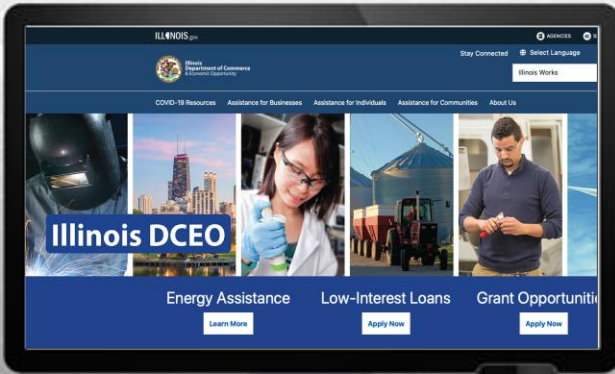 ILLINOIS.gov
AGENCIES
Stay Connected
Select Language
Illinois
Department of Commerce
& Economic Opportunity
Illinois Works
COVID-19 Resources Assistance for Businesses Assistance for Individuals Assistance for Communities About Us
Illinois DCEO
Energy Assistance Low-Interest Loans Grant Opportuniti
Learn More Apply Now Apply Now